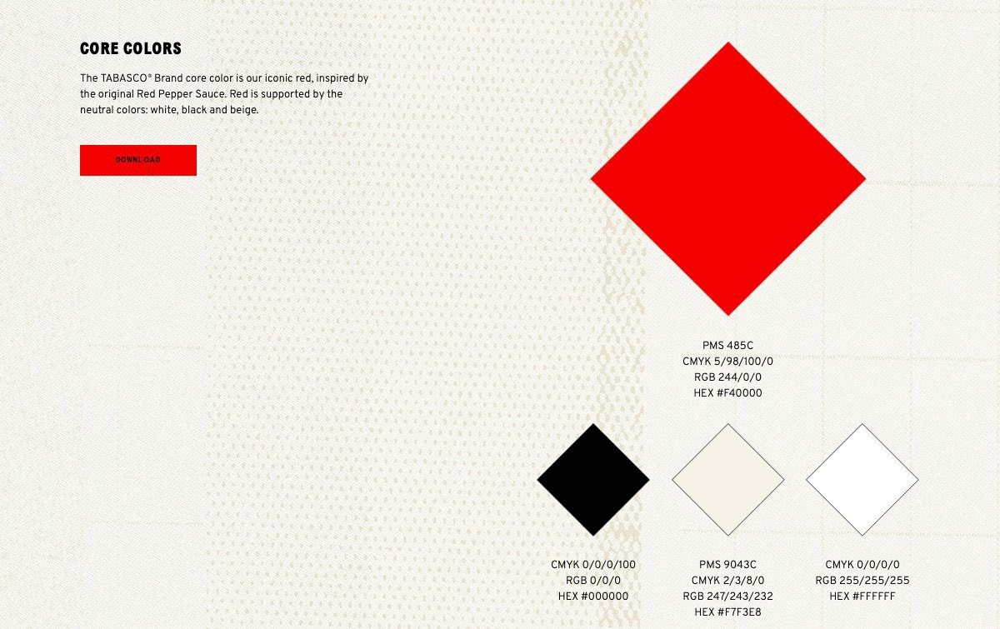 CORE COLORS
The TABASCO® Brand core color is our iconic red, inspired by
the original Red Pepper Sauce. Red is supported by the
neutral colors: white, black and beige.
DOWNLOAD
PMS 485C
CMYK 5/98/100/0
RGB 244/0/0
HEX #F40000
CMYK 0/0/0/100
RGB 0/0/0
HEX #000000
PMS 9043C
CMYK 2/3/8/0
RGB 247/243/232
HEX #F7F3E8
CMYK 0/0/0/0
RGB 255/255/255
HEX #FFFFFF